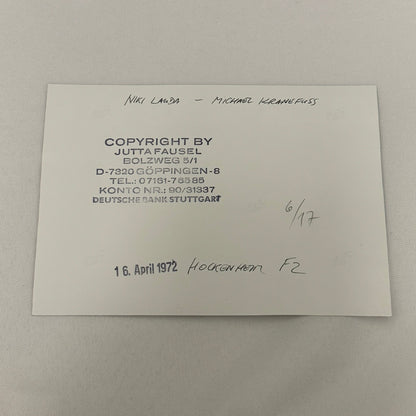 NIKI LAUDA - MICHAEL KRANEFUSS
COPYRIGHT BY
JUTTA FAUSEL
BOLZWEG 5/1
D-7320 GÖPPINGEN-8
TEL.: 07161-78585
KONTO NR.: 90/31337
DEUTSCHE BANK STUTTGART
6/17
16. April 1972 HOCKENHEIM F2